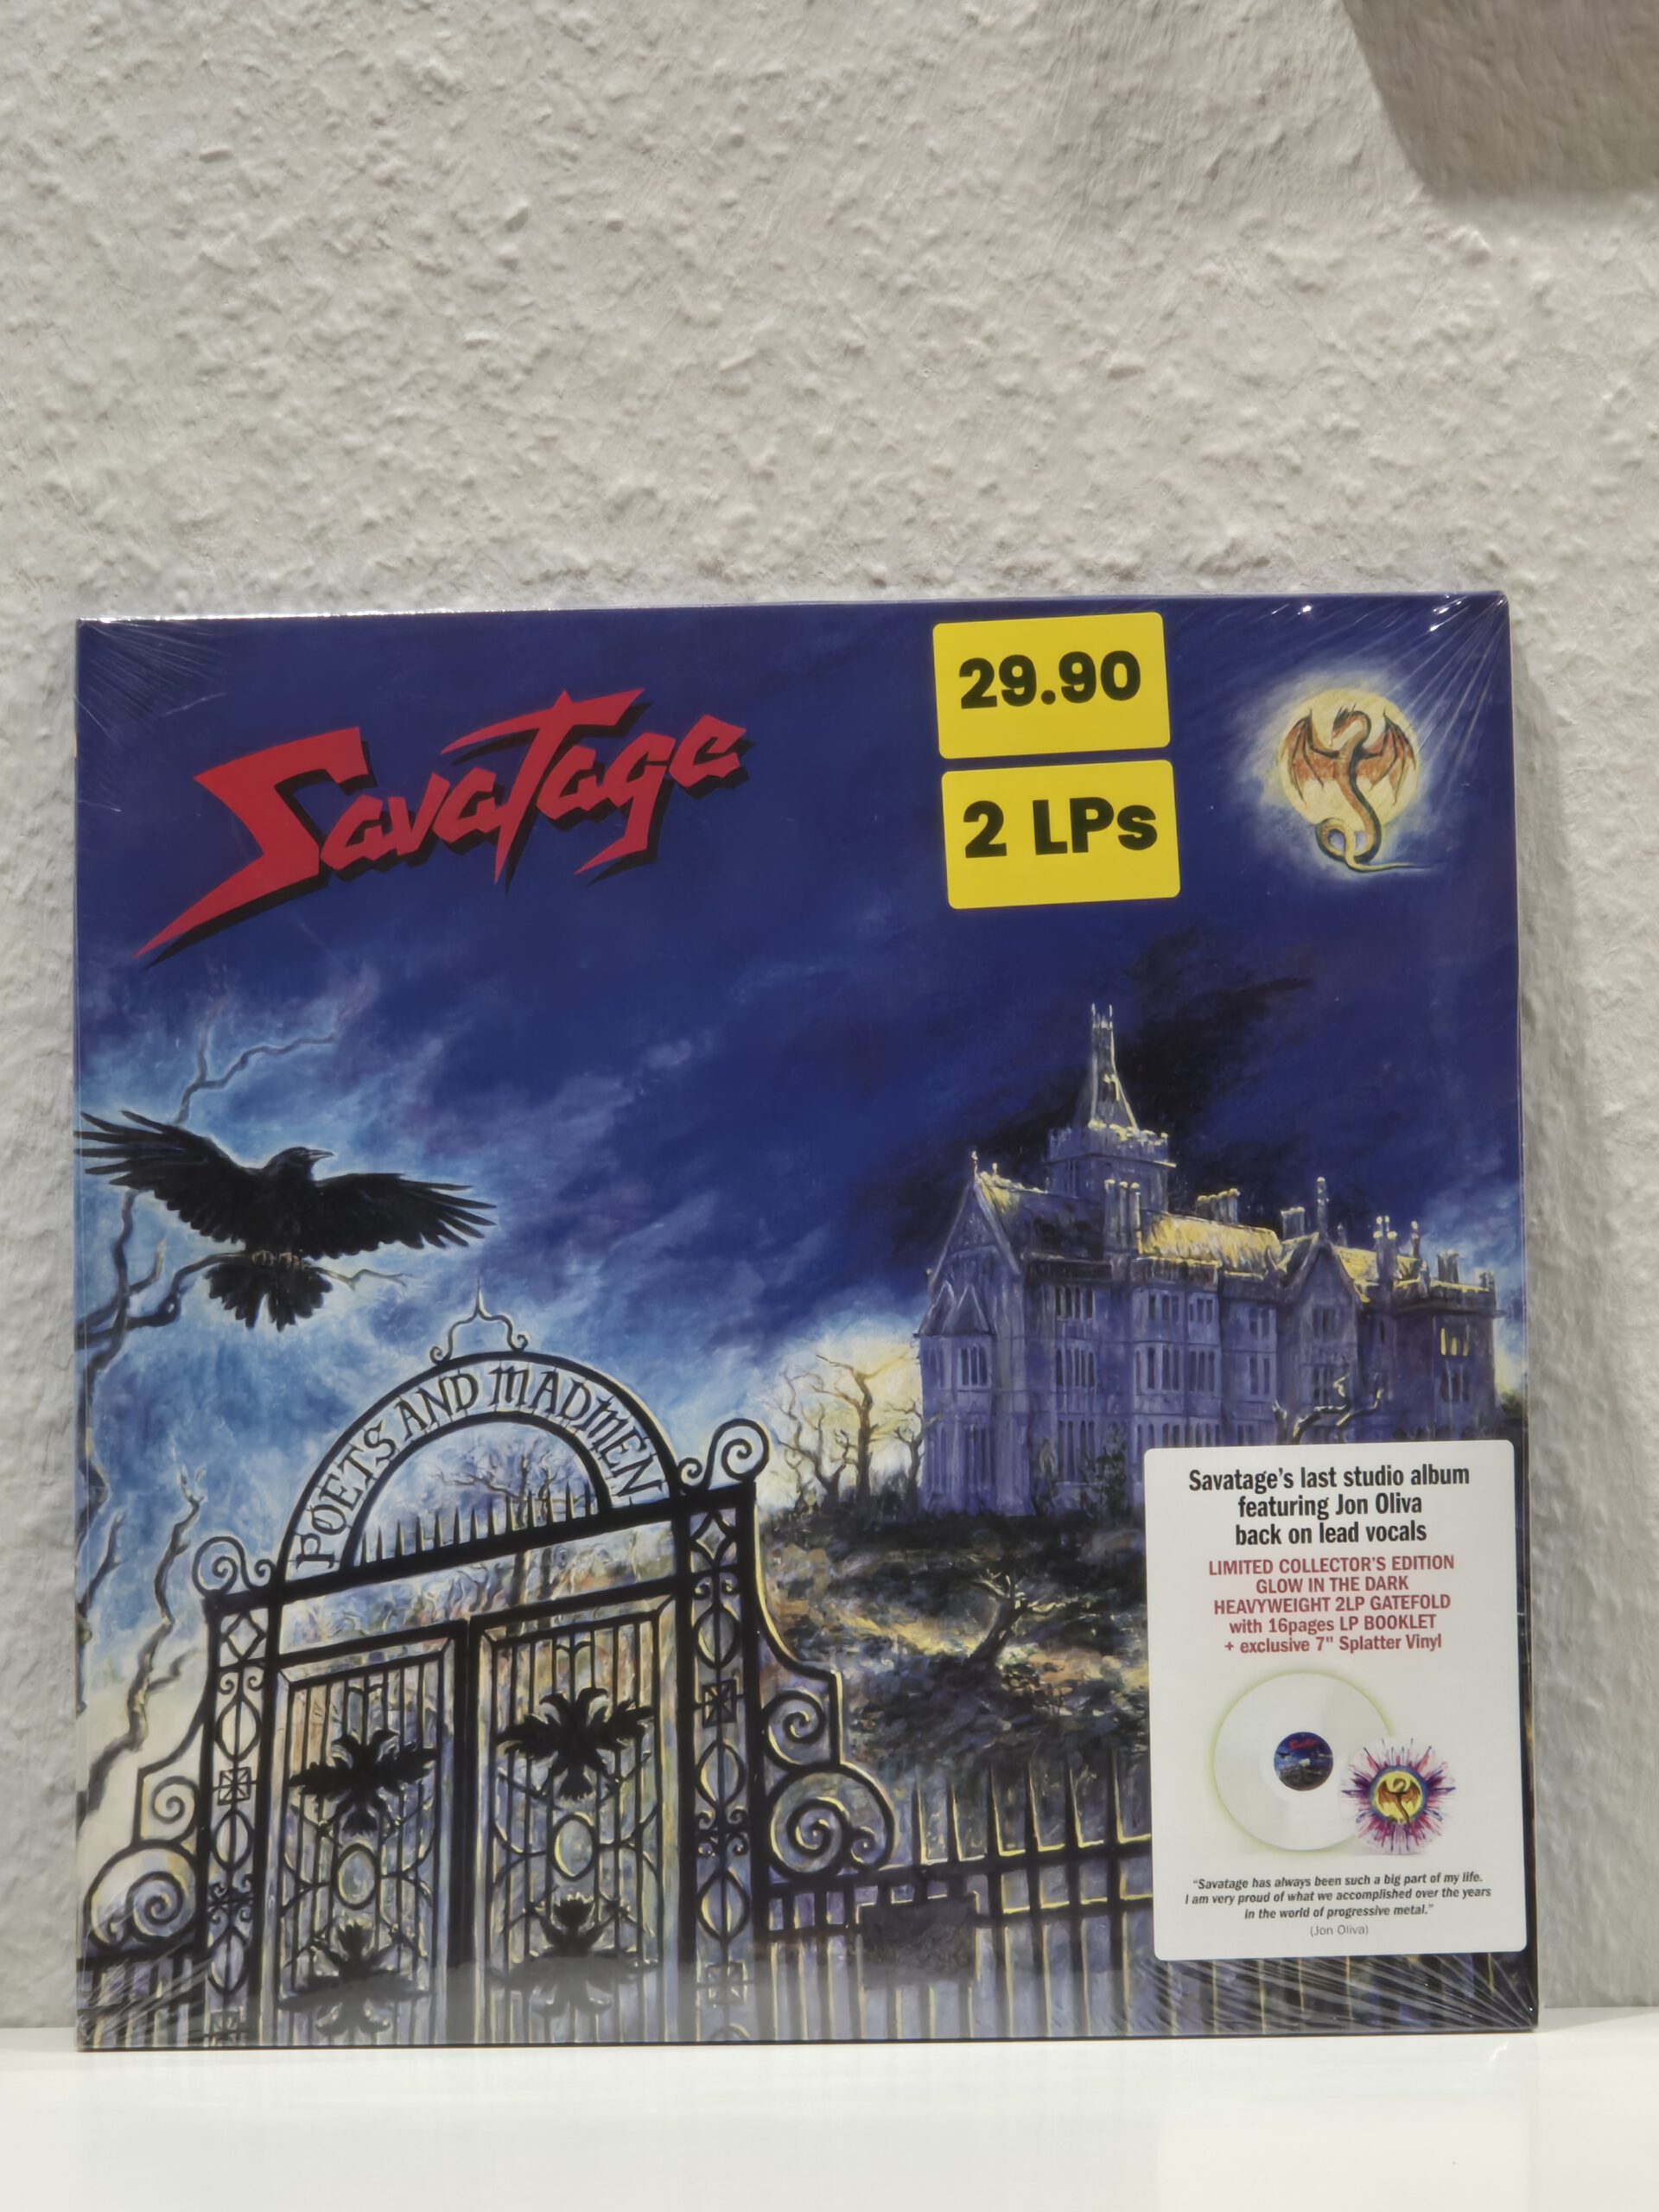 Savatage
29.90
2 LPs
POETS AND MADMEN
Savatage's last studio album
featuring Jon Oliva
back on lead vocals
LIMITED COLLECTOR'S EDITION
GLOW IN THE DARK
HEAVYWEIGHT 2LP GATEFOLD
with 16pages LP BOOKLET
+ exclusive 7" Splatter Vinyl
Savatage
"Savatage has always been such a big part of my life.
I am very proud of what we accomplished over the years
in the world of progressive metal."
(Jon Oliva)